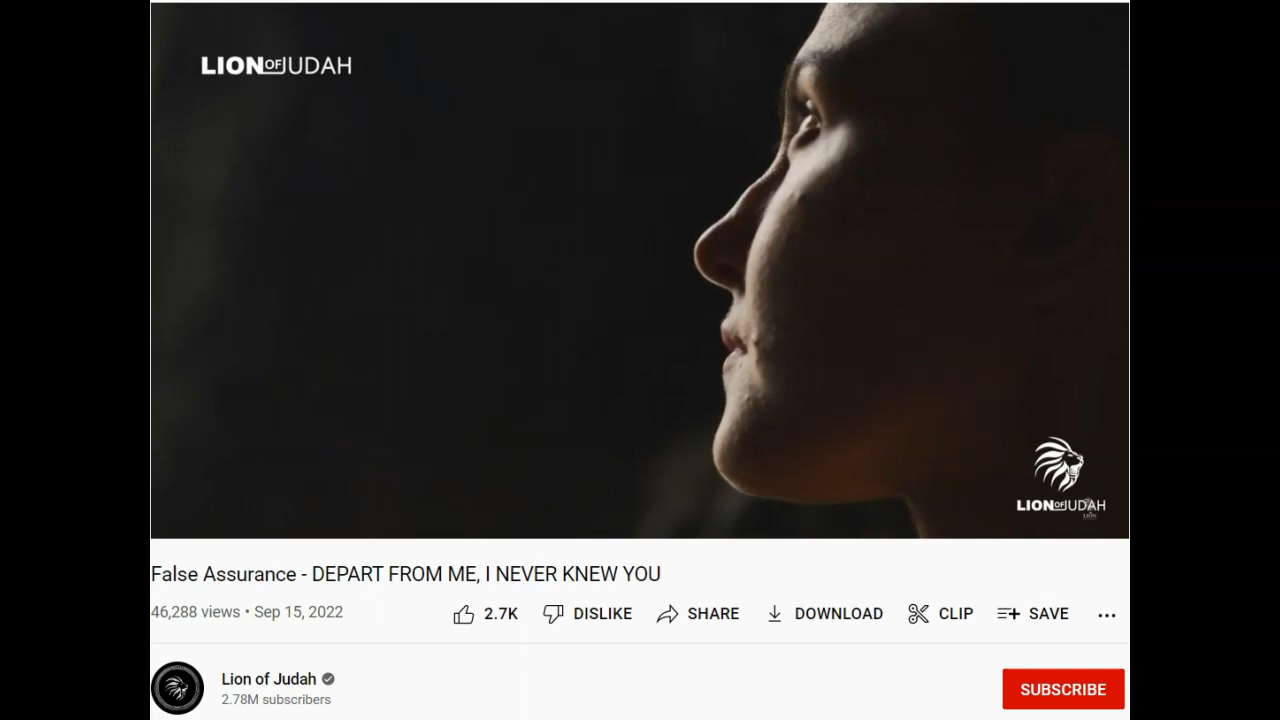 LION OF JUDAH
LION OF JUDAH
LION
False Assurance - DEPART FROM ME, I NEVER KNEW YOU
46,288 views • Sep 15, 2022
2.7K DISLIKE SHARE DOWNLOAD CLIP SAVE ...
Lion of Judah
2.78M subscribers
SUBSCRIBE